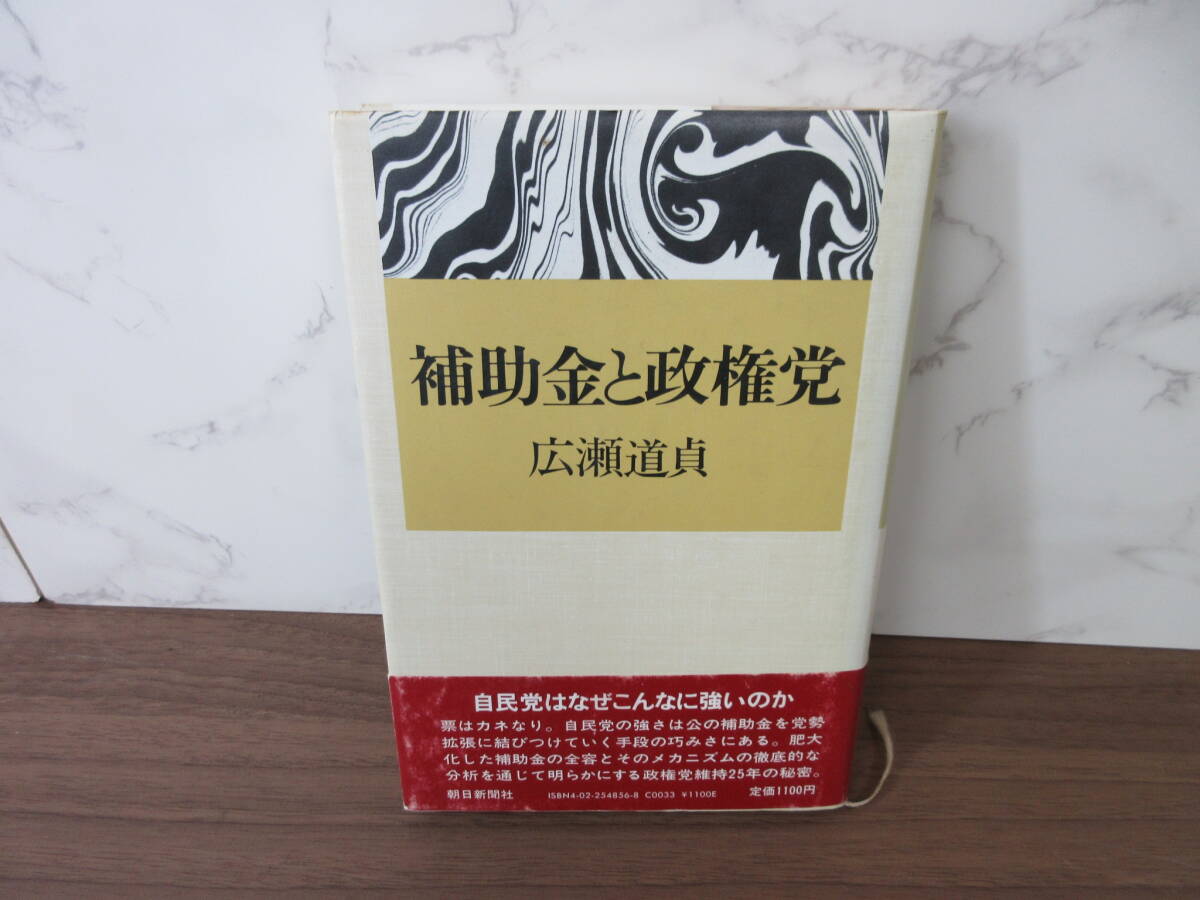 補助金と政権党
広瀬道貞
自民党はなぜこんなに強いのか
票はカネなり。自民党の強さは公の補助金を党勢
拡張に結びつけていく手段の巧みさにある。肥大
化した補助金の全容とそのメカニズムの徹底的な
分析を通じて明らかにする政権党維持25年の秘密。
朝日新聞社 ISBN4-02-254856-8 C0033 ¥1100E 定価1100円